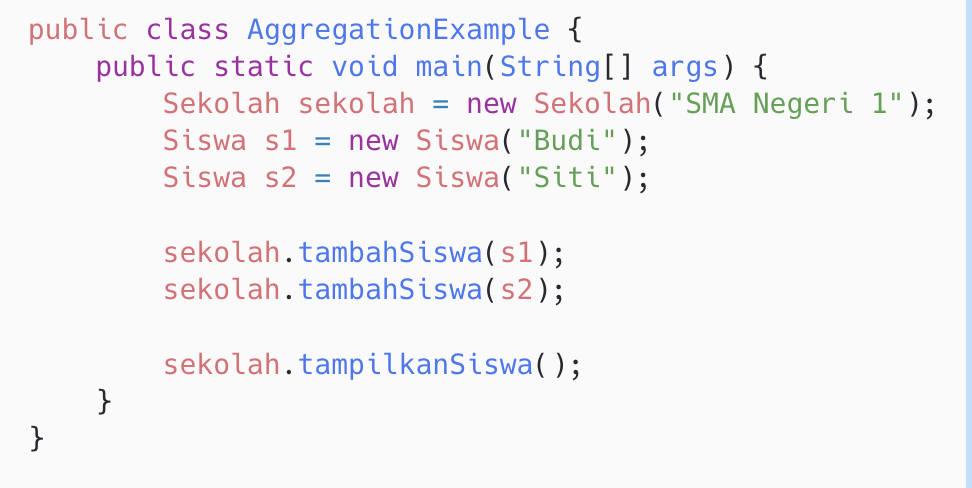 public class AggregationExample {
    public static void main(String[] args) {
        Sekolah sekolah = new Sekolah("SMA Negeri 1");
        Siswa s1 = new Siswa("Budi");
        Siswa s2 = new Siswa("Siti");

        sekolah.tambahSiswa(s1);
        sekolah.tambahSiswa(s2);

        sekolah.tampilkanSiswa();
    }
}